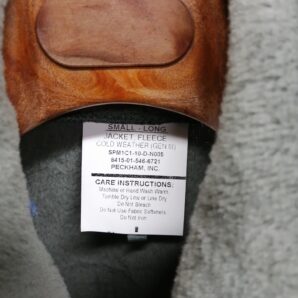 SMALL - LONG
JACKET, FLEECE
COLD WEATHER (GEN III)
SPM1C1-10-D-N005
8415-01-546-6721
PECKHAM, INC.
CARE INSTRUCTIONS:
Machine or Hand Wash Warm
Tumble Dry Low or Line Dry
Do Not Bleach
Do Not Use Fabric Softeners
Do Not Iron